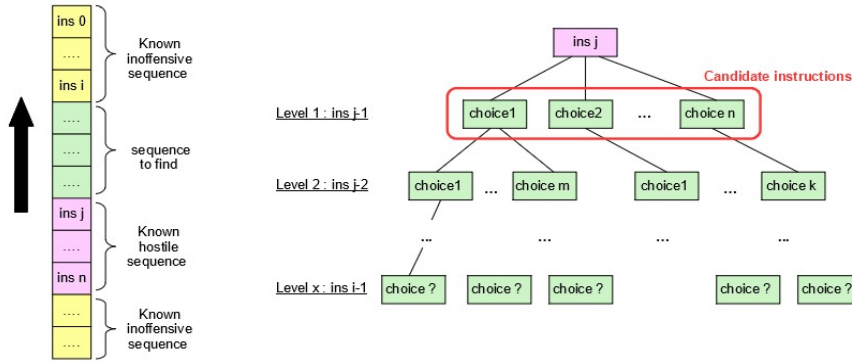 ins 0
....
ins i
Known
inoffensive
sequence
....
....
....
sequence
to find
ins j
....
ins n
Known
hostile
sequence
....
....
Known
inoffensive
sequence
ins j
Candidate instructions
Level 1 : ins j-1
choice1
choice2
...
choice n
Level 2 : ins j-2
choice1
...
choice m
choice1
...
choice k
...
...
...
...
Level x : ins i-1
choice ?
choice ?
choice ?
choice ?
choice ?